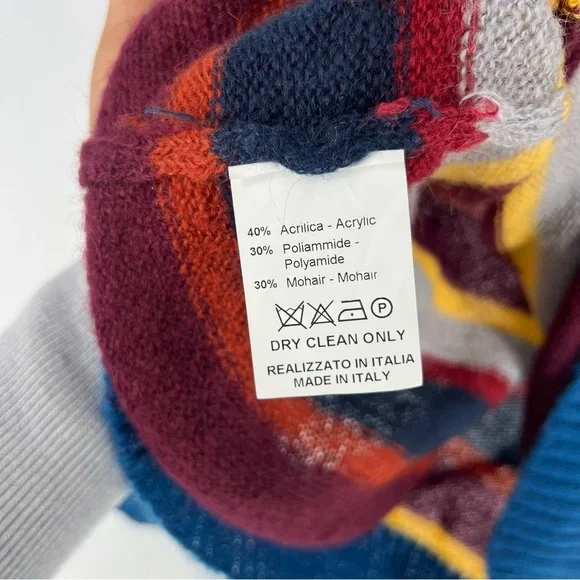 40% Acrilica - Acrylic
30% Poliammide -
Polyamide
30% Mohair - Mohair
P
DRY CLEAN ONLY
REALIZZATO IN ITALIA
MADE IN ITALY